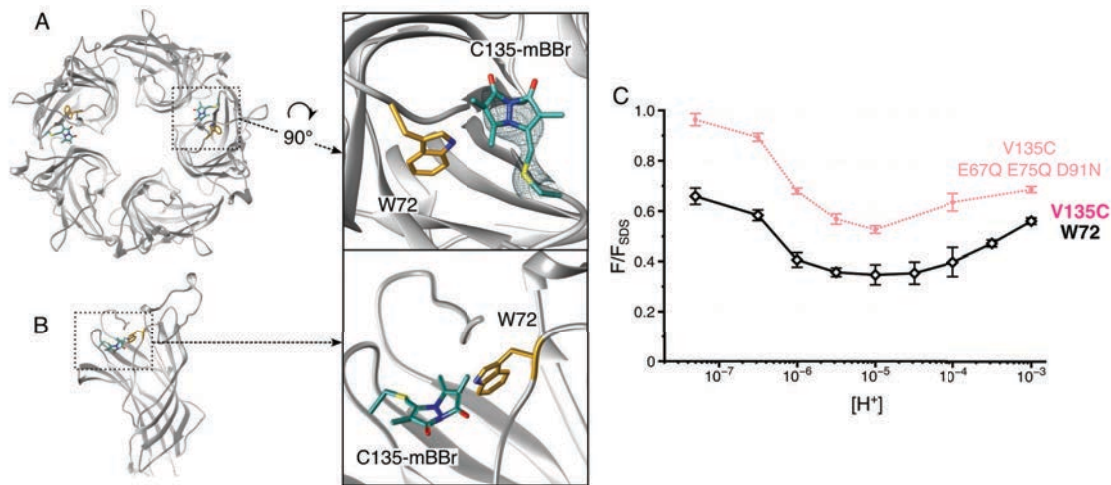 A
90°
C135-mBBr
W72
B
W72
C135-mBBr
C
F/F_SDS
1.0
0.8
0.6
0.4
0.2
0
V135C
E67Q E75Q D91N
V135C
W72
10⁻⁷ 10⁻⁶ 10⁻⁵ 10⁻⁴ 10⁻³
[H⁺]